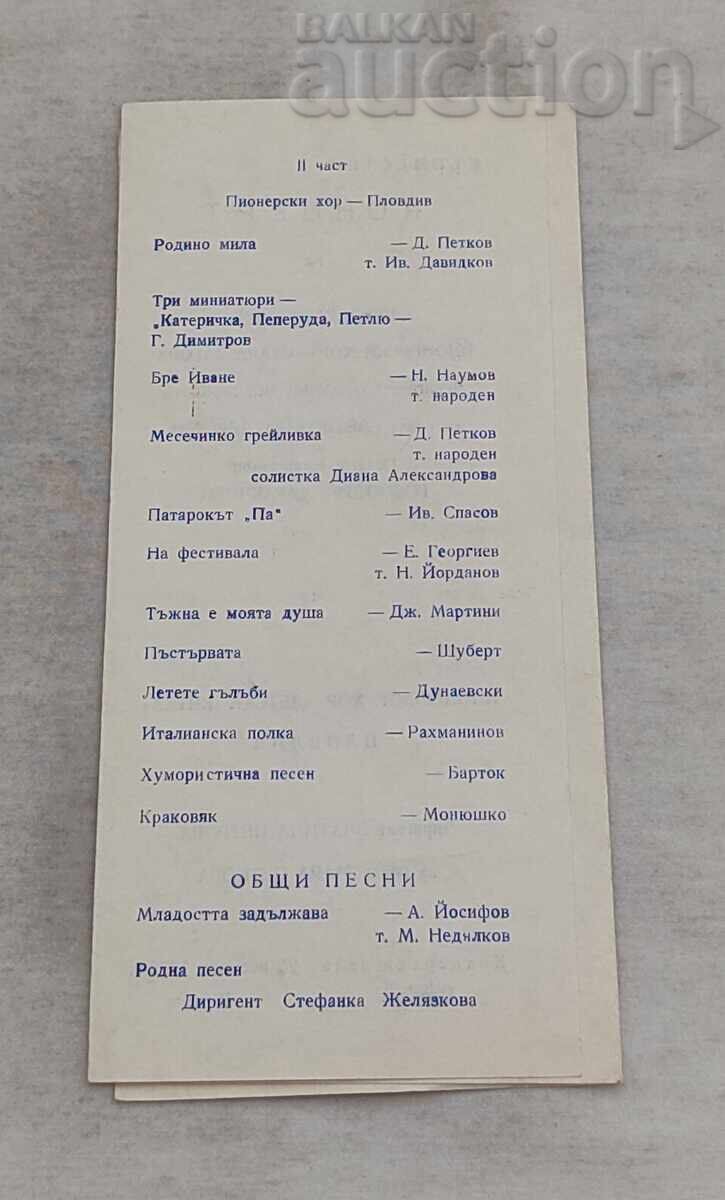 BALKAN
auction
II част
Пионерски хор — Пловдив
Родино мила — Д. Петков
т. Ив. Давидков
Три миниатюри —
„Катеричка, Пеперуда, Петлю —
Г. Димитров
Бре Иване — Н. Наумов
т. народен
Месечинко грейливка — Д. Петков
т. народен
солистка Диана Александрова
Патарокът „Па“ — Ив. Спасов
На фестивала — Е. Георгиев
т. Н. Йорданов
Тъжна е моята душа — Дж. Мартини
Пъстървата — Шуберт
Летете гълъби — Дунаевски
Италианска полка — Рахманинов
Хумористична песен — Барток
Краковяк — Монюшко
ОБЩИ ПЕСНИ
Младостта задължава — А. Йосифов
т. М. Недялков
Родна песен
Диригент Стефанка Желязкова